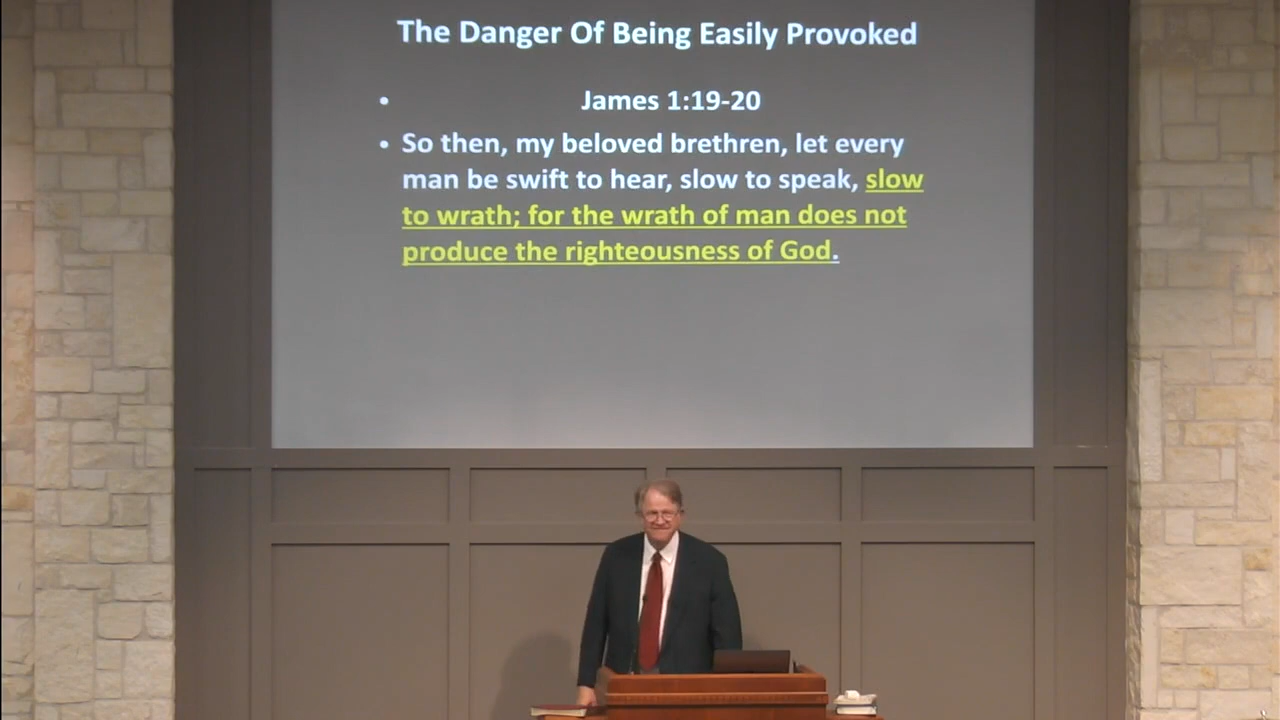 The Danger Of Being Easily Provoked
• James 1:19-20
• So then, my beloved brethren, let every
man be swift to hear, slow to speak, slow
to wrath; for the wrath of man does not
produce the righteousness of God.